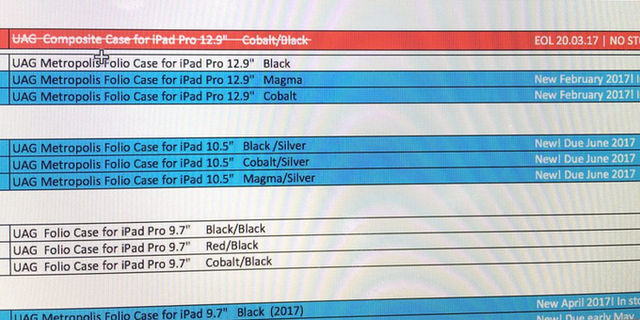 UAG Composite Case for iPad Pro 12.9" Cobalt/Black EOL 20.03.17 | NO
UAG Metropolis Folio Case for iPad Pro 12.9" Black
UAG Metropolis Folio Case for iPad Pro 12.9" Magma New February 2017!
UAG Metropolis Folio Case for iPad Pro 12.9" Cobalt New February 2017!
UAG Metropolis Folio Case for iPad 10.5" Black/Silver New! Due June 2017
UAG Metropolis Folio Case for iPad 10.5" Cobalt/Silver New! Due June 2017
UAG Metropolis Folio Case for iPad 10.5" Magma/Silver New! Due June 2017
UAG Folio Case for iPad Pro 9.7" Black/Black
UAG Folio Case for iPad Pro 9.7" Red/Black
UAG Folio Case for iPad Pro 9.7" Cobalt/Black
UAG Metropolis Folio Case for iPad 9.7" Black (2017) New April 2017! In
New! Due early May